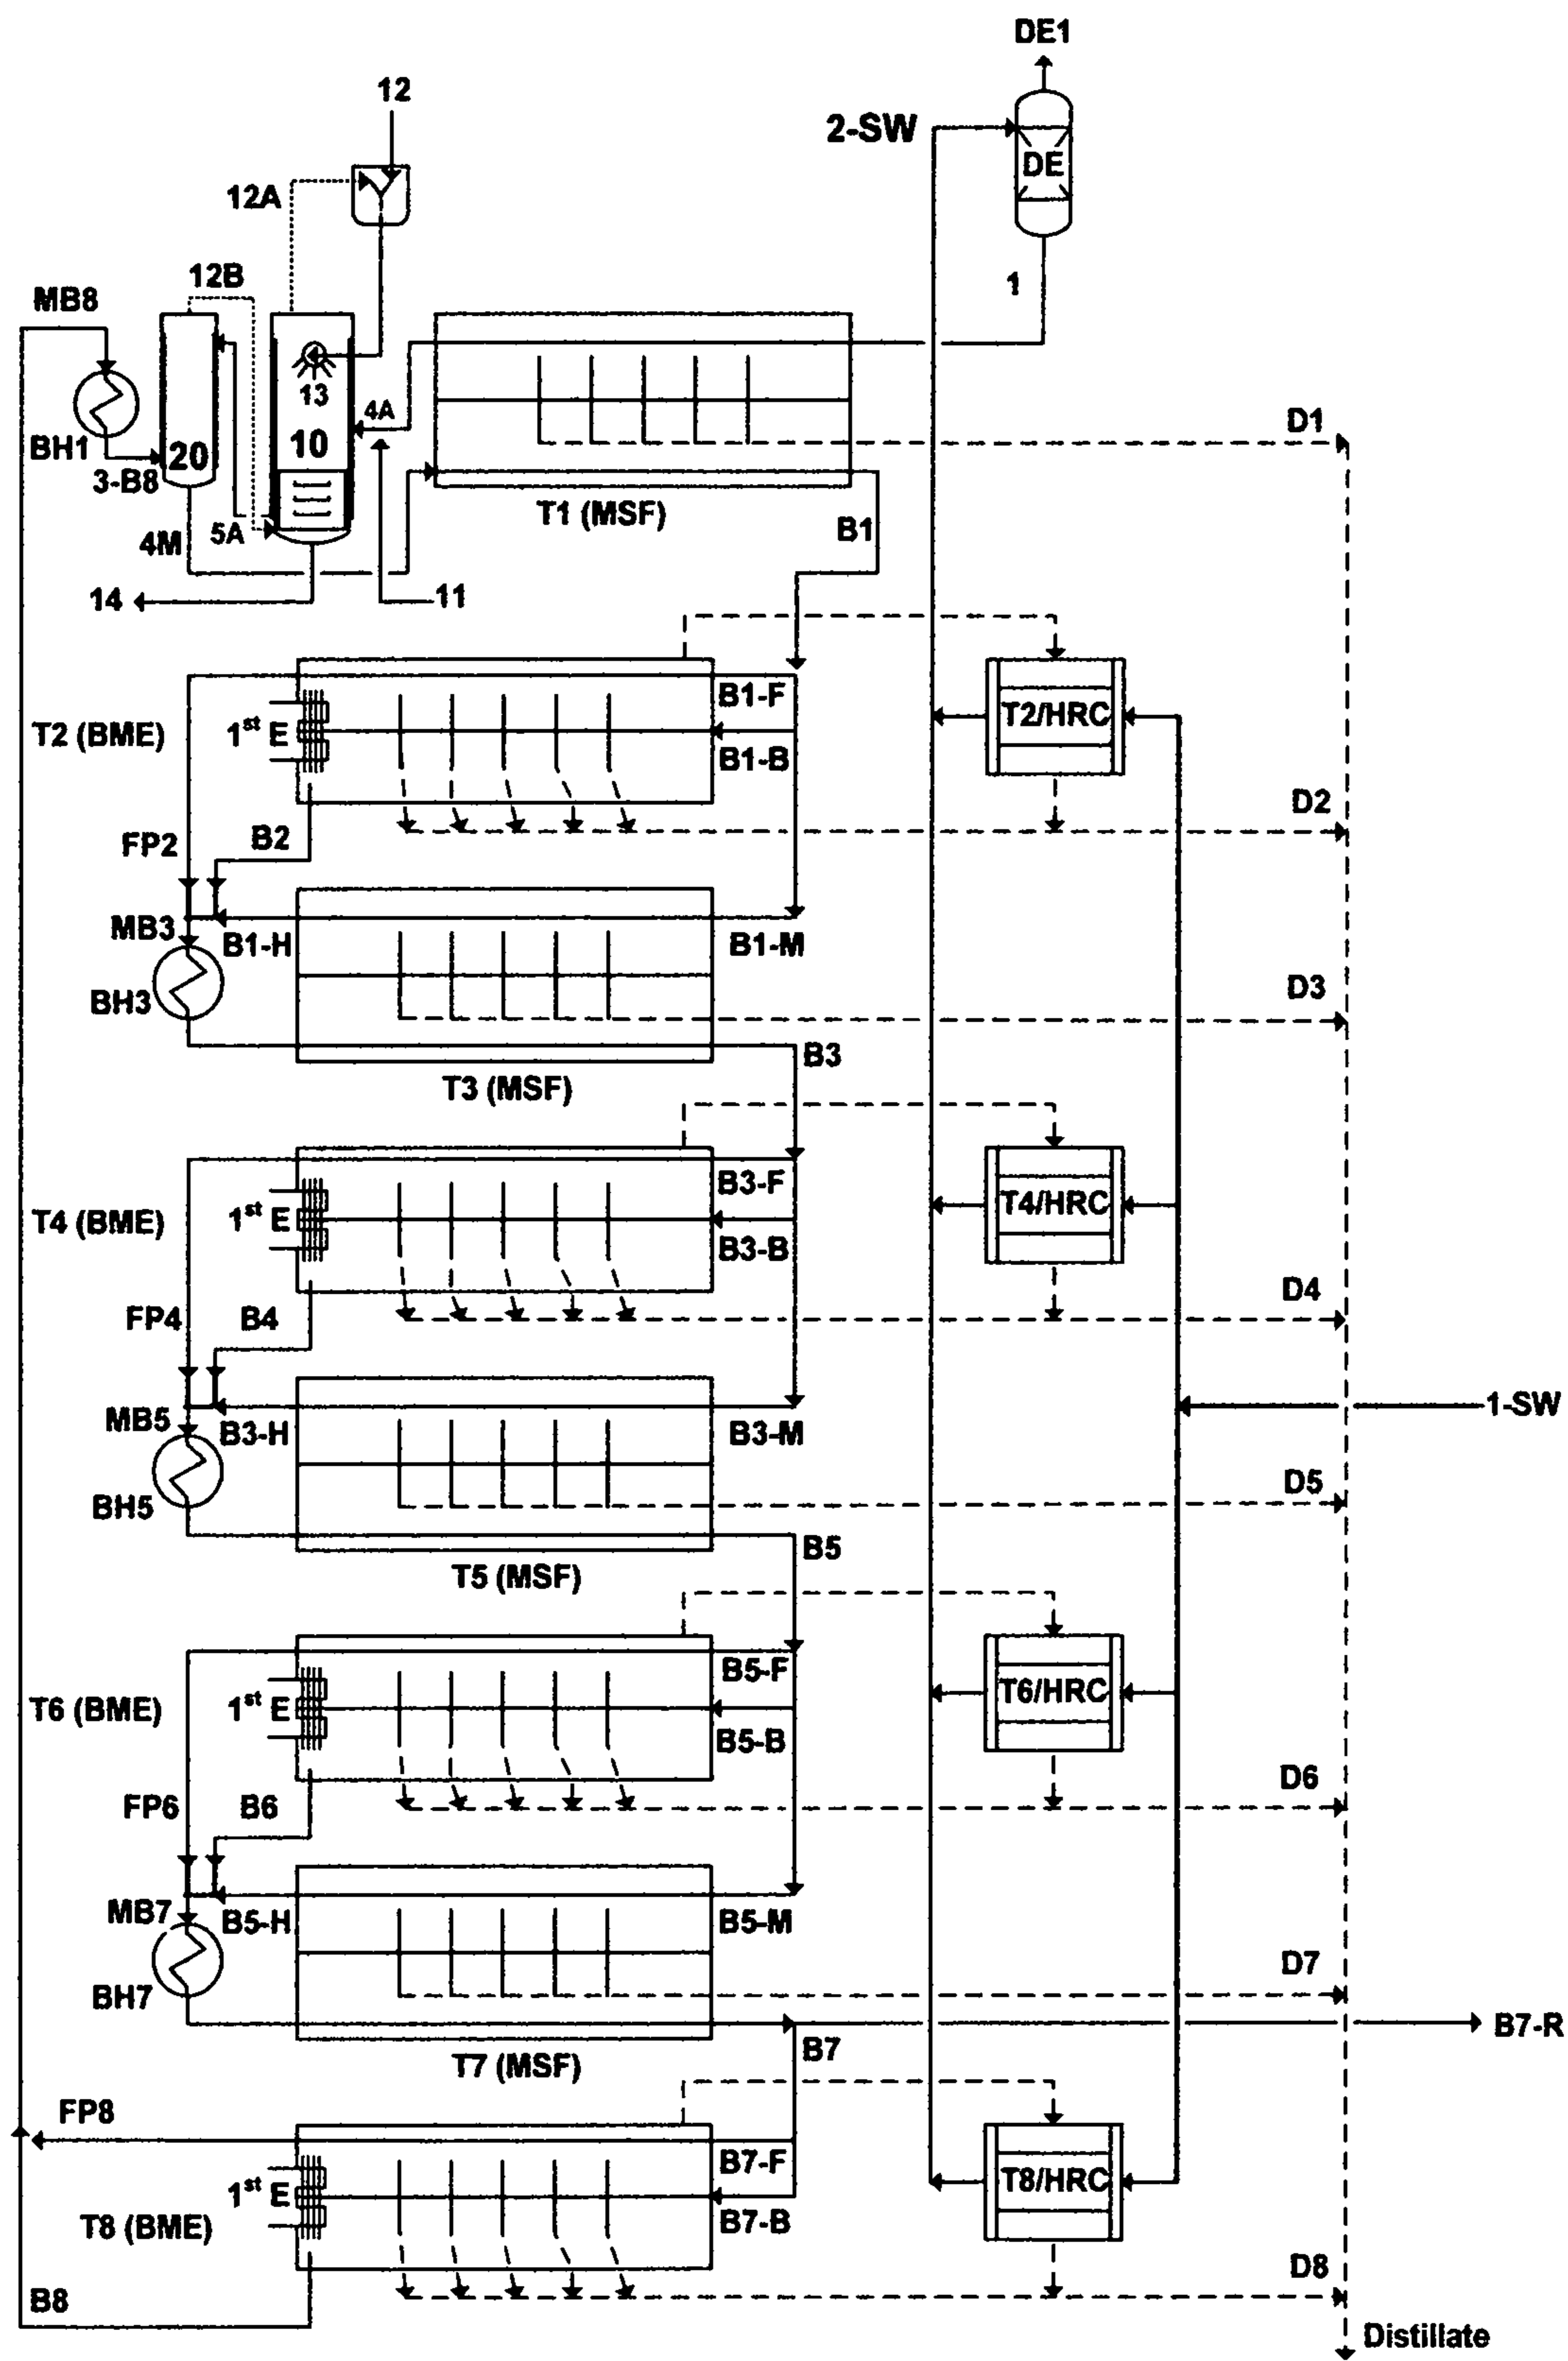 DE1
12
2-SW
DE
12A
1
12B
MB8
13
4A
10
BH1
20
3-B8
D1
T1 (MSF)
5A
4M
B1
14
11
B1-F
T2/HRC
T2 (BME)
1st E
B1-B
D2
FP2
B2
MB3
B1-H
B1-M
BH3
D3
B3
T3 (MSF)
B3-F
T4/HRC
T4 (BME)
1st E
B3-B
D4
FP4
B4
1-SW
MB5
B3-H
B3-M
D5
BH5
B5
T5 (MSF)
B5-F
T6/HRC
T6 (BME)
1st E
B5-B
D6
FP6
B6
MB7
B5-H
B5-M
D7
BH7
B7-R
B7
T7 (MSF)
FP8
B7-F
T8/HRC
1st E
B7-B
T8 (BME)
D8
B8
Distillate